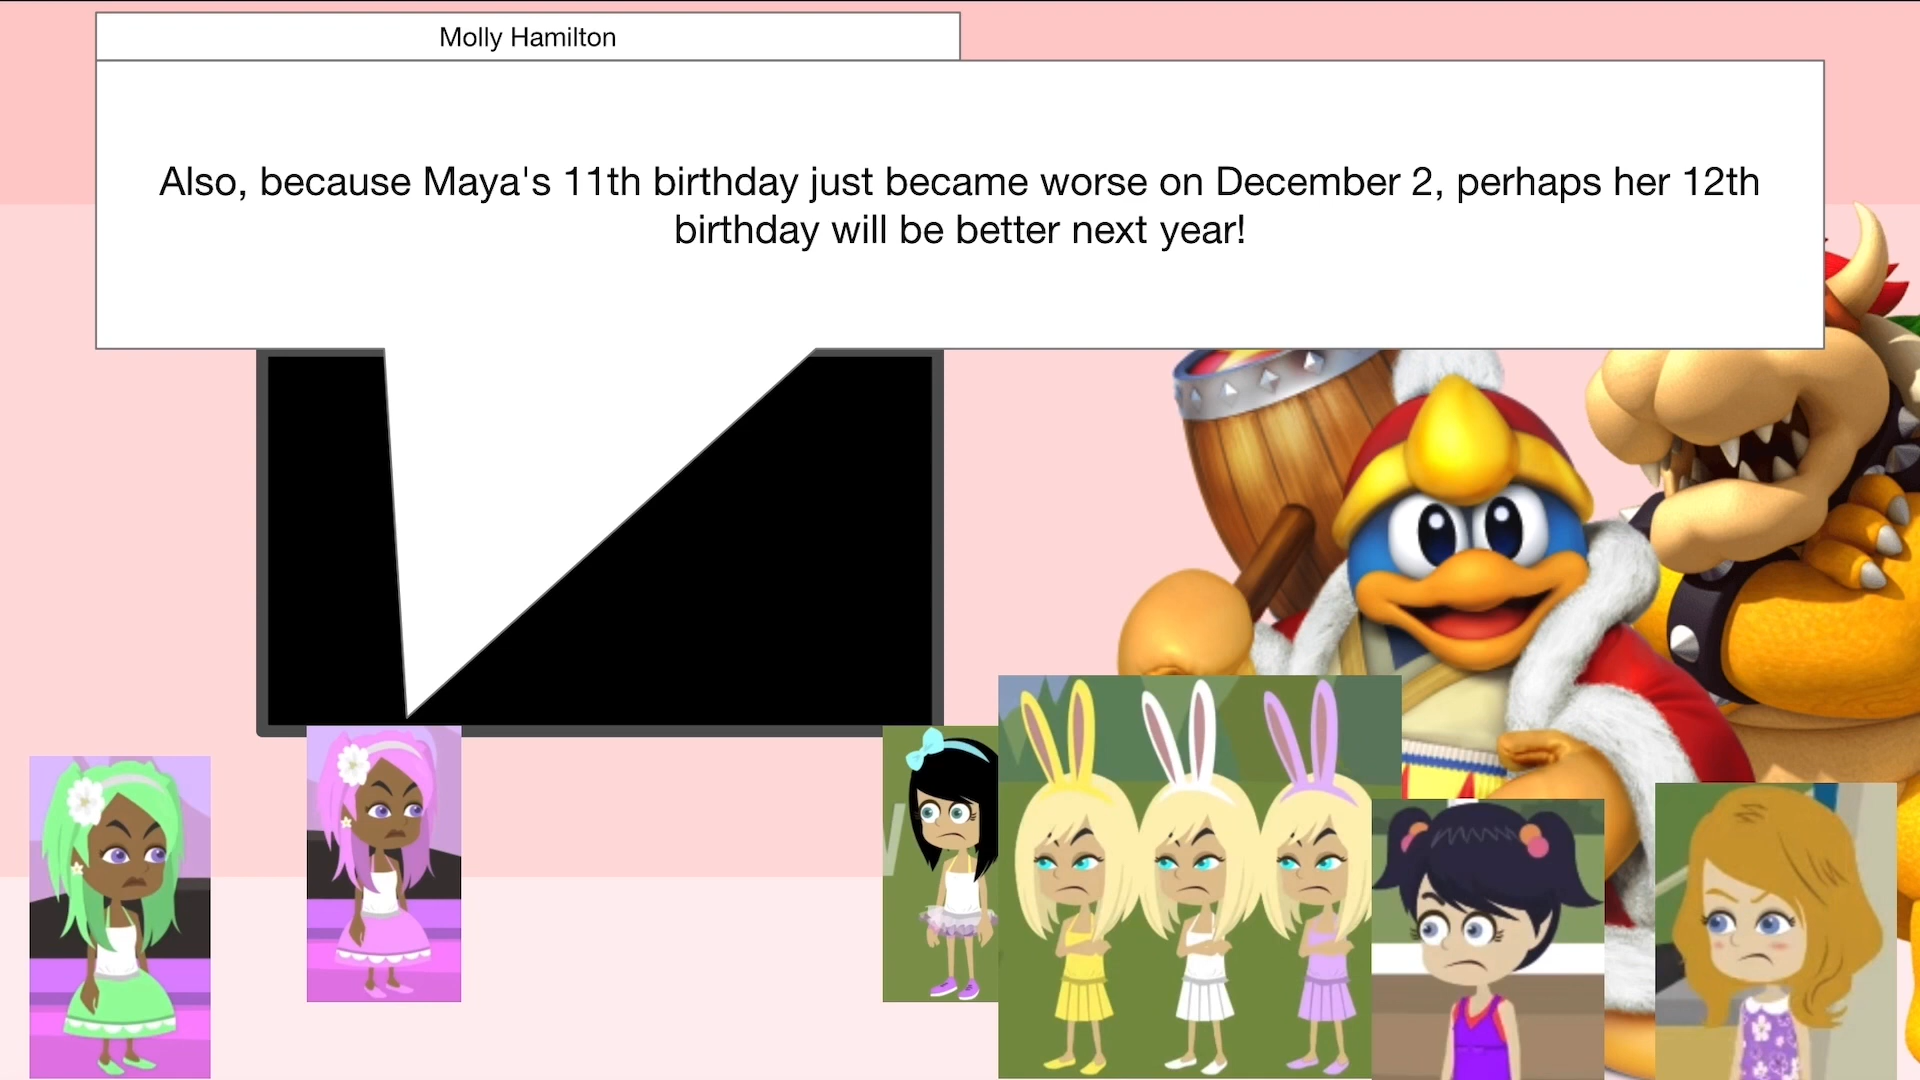 Molly Hamilton
Also, because Maya's 11th birthday just became worse on December 2, perhaps her 12th
birthday will be better next year!